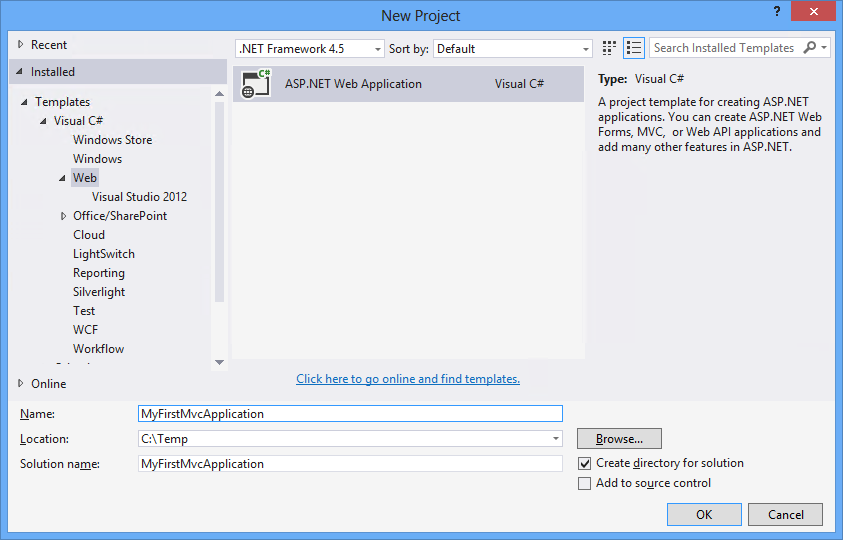 New Project
?
Recent
Installed
Templates
Visual C#
Windows Store
Windows
Web
Visual Studio 2012
Office/SharePoint
Cloud
LightSwitch
Reporting
Silverlight
Test
WCF
Workflow
Online
.NET Framework 4.5
Sort by:
Default
Search Installed Templates
C#
ASP.NET Web Application
Visual C#
Type: Visual C#
A project template for creating ASP.NET
applications. You can create ASP.NET Web
Forms, MVC, or Web API applications and
add many other features in ASP.NET.
Click here to go online and find templates.
Name:
MyFirstMvcApplication
Location:
C:\Temp
Browse...
Solution name:
MyFirstMvcApplication
Create directory for solution
Add to source control
OK
Cancel